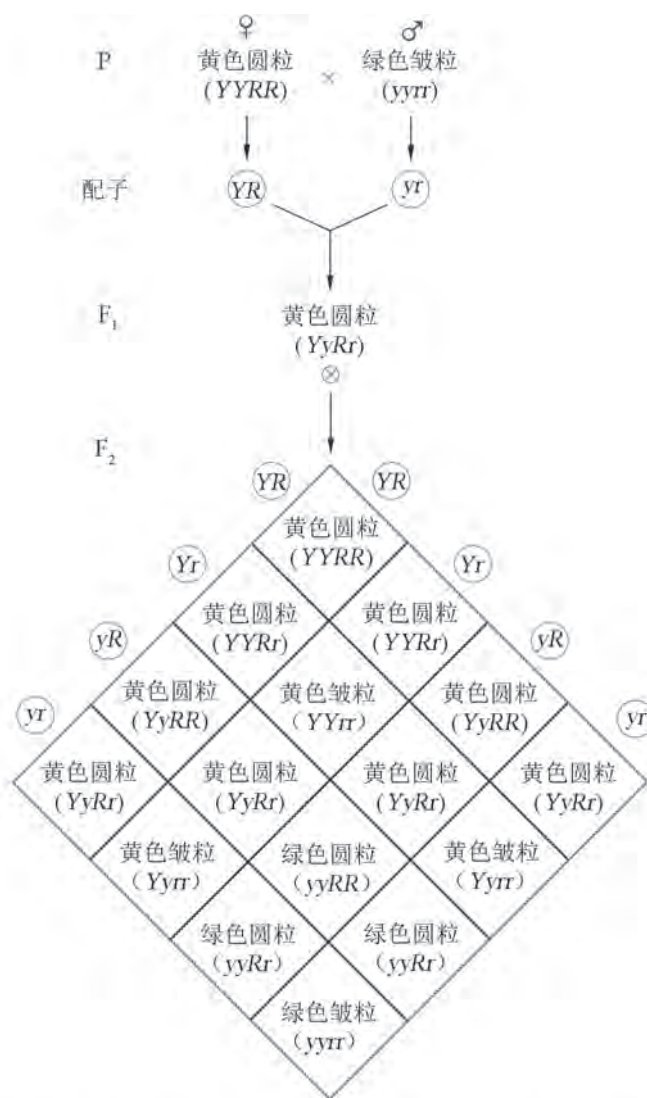 ♀ ♂
P 黄色圆粒 × 绿色皱粒
(YYRR) (yyrr)
配子 YR yr
F₁ 黄色圆粒
(YyRr)
⊗
F₂
YR YR
黄色圆粒
(YYRR)
Yr Yr
黄色圆粒 黄色圆粒
(YYRr) (YYRr)
yR yR
黄色圆粒 黄色皱粒 黄色圆粒
(YyRR) (YYrr) (YyRR)
yr yr
黄色圆粒 黄色圆粒 黄色圆粒 黄色圆粒
(YyRr) (YyRr) (YyRr) (YyRr)
黄色皱粒 绿色圆粒 黄色皱粒
(Yyrr) (yyRR) (Yyrr)
绿色圆粒 绿色圆粒
(yyRr) (yyRr)
绿色皱粒
(yyrr)